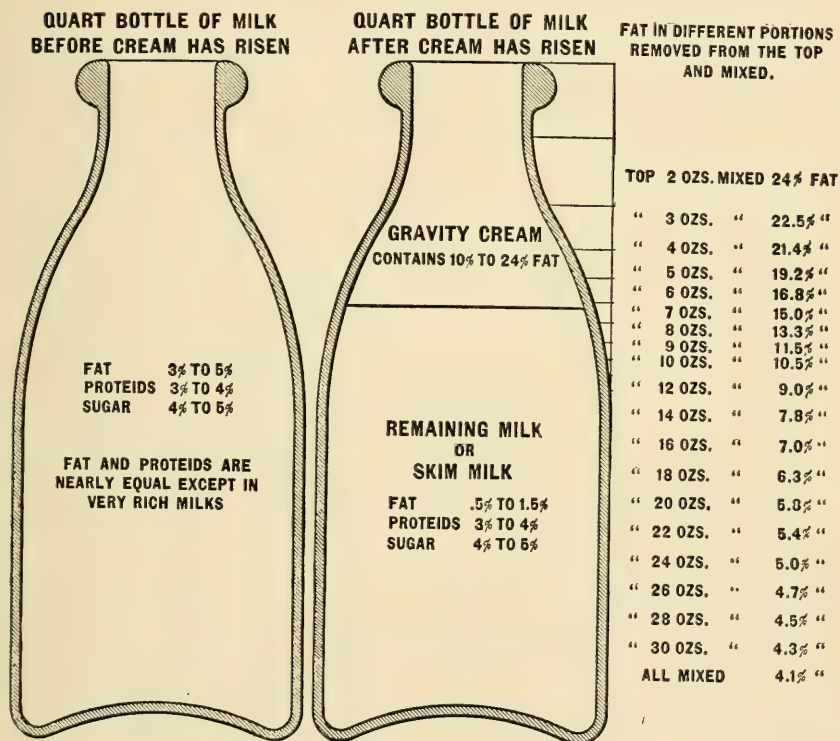 QUART BOTTLE OF MILK
BEFORE CREAM HAS RISEN
FAT 3% TO 5%
PROTEIDS 3% TO 4%
SUGAR 4% TO 5%
FAT AND PROTEIDS ARE
NEARLY EQUAL EXCEPT IN
VERY RICH MILKS
QUART BOTTLE OF MILK
AFTER CREAM HAS RISEN
GRAVITY CREAM
CONTAINS 10% TO 24% FAT
REMAINING MILK
OR
SKIM MILK
FAT .5% TO 1.5%
PROTEIDS 3% TO 4%
SUGAR 4% TO 5%
FAT IN DIFFERENT PORTIONS
REMOVED FROM THE TOP
AND MIXED.
TOP 2 OZS. MIXED 24% FAT
" 3 OZS. " 22.5% "
" 4 OZS. " 21.4% "
" 5 OZS. " 19.2% "
" 6 OZS. " 16.8% "
" 7 OZS. " 15.0% "
" 8 OZS. " 13.3% "
" 9 OZS. " 11.5% "
" 10 OZS. " 10.5% "
" 12 OZS. " 9.0% "
" 14 OZS. " 7.8% "
" 16 OZS. " 7.0% "
" 18 OZS. " 6.3% "
" 20 OZS. " 5.8% "
" 22 OZS. " 5.4% "
" 24 OZS. " 5.0% "
" 26 OZS. " 4.7% "
" 28 OZS. " 4.5% "
" 30 OZS. " 4.3% "
ALL MIXED 4.1% "